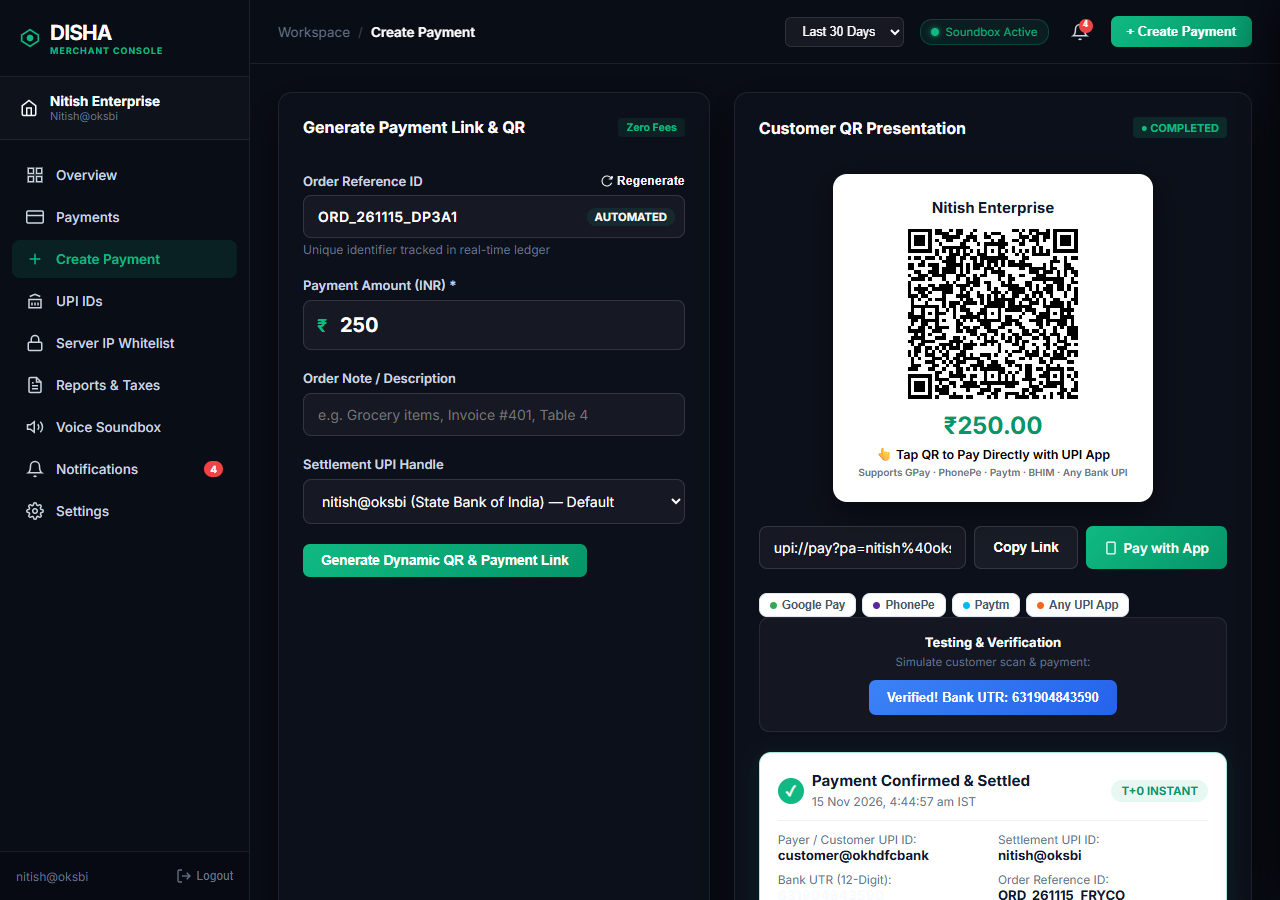 DISHA
MERCHANT CONSOLE
Nitish Enterprise
Nitish@oksbi
Overview
Payments
Create Payment
UPI IDs
Server IP Whitelist
Reports & Taxes
Voice Soundbox
Notifications
4
Settings
nitish@oksbi
Logout
Workspace / Create Payment
Last 30 Days
Soundbox Active
4
+ Create Payment
Generate Payment Link & QR
Zero Fees
Order Reference ID
Regenerate
ORD_261115_DP3A1
AUTOMATED
Unique identifier tracked in real-time ledger
Payment Amount (INR) *
₹ 250
Order Note / Description
e.g. Grocery items, Invoice #401, Table 4
Settlement UPI Handle
nitish@oksbi (State Bank of India) — Default
Generate Dynamic QR & Payment Link
Customer QR Presentation
• COMPLETED
Nitish Enterprise
₹250.00
👆 Tap QR to Pay Directly with UPI App
Supports GPay · PhonePe · Paytm · BHIM · Any Bank UPI
upi://pay?pa=nitish%40oks
Copy Link
Pay with App
Google Pay
PhonePe
Paytm
Any UPI App
Testing & Verification
Simulate customer scan & payment:
Verified! Bank UTR: 631904843590
Payment Confirmed & Settled
15 Nov 2026, 4:44:57 am IST
T+0 INSTANT
Payer / Customer UPI ID:
customer@okhdfcbank
Settlement UPI ID:
nitish@oksbi
Bank UTR (12-Digit):
Order Reference ID:
ORD_261115_FRYCO